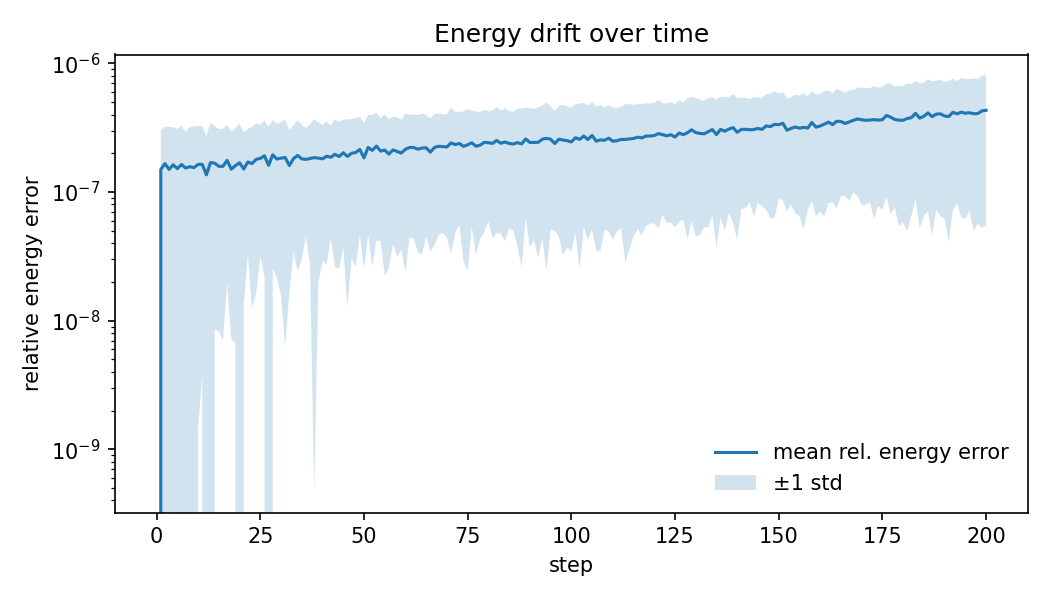 Energy drift over time
relative energy error
10⁻⁶
10⁻⁷
10⁻⁸
10⁻⁹
mean rel. energy error
±1 std
0 25 50 75 100 125 150 175 200
step